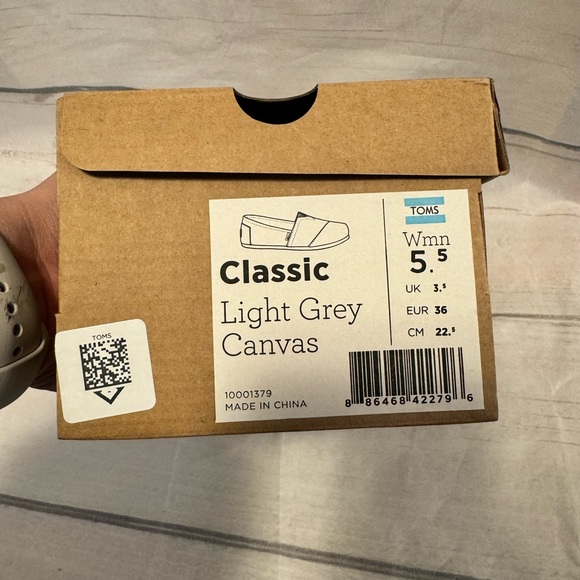 TOMS
Classic
Light Grey
Canvas
10001379
MADE IN CHINA
TOMS
Wmn
5.5
UK 3.5
EUR 36
CM 22.5
8 86468 42279 6